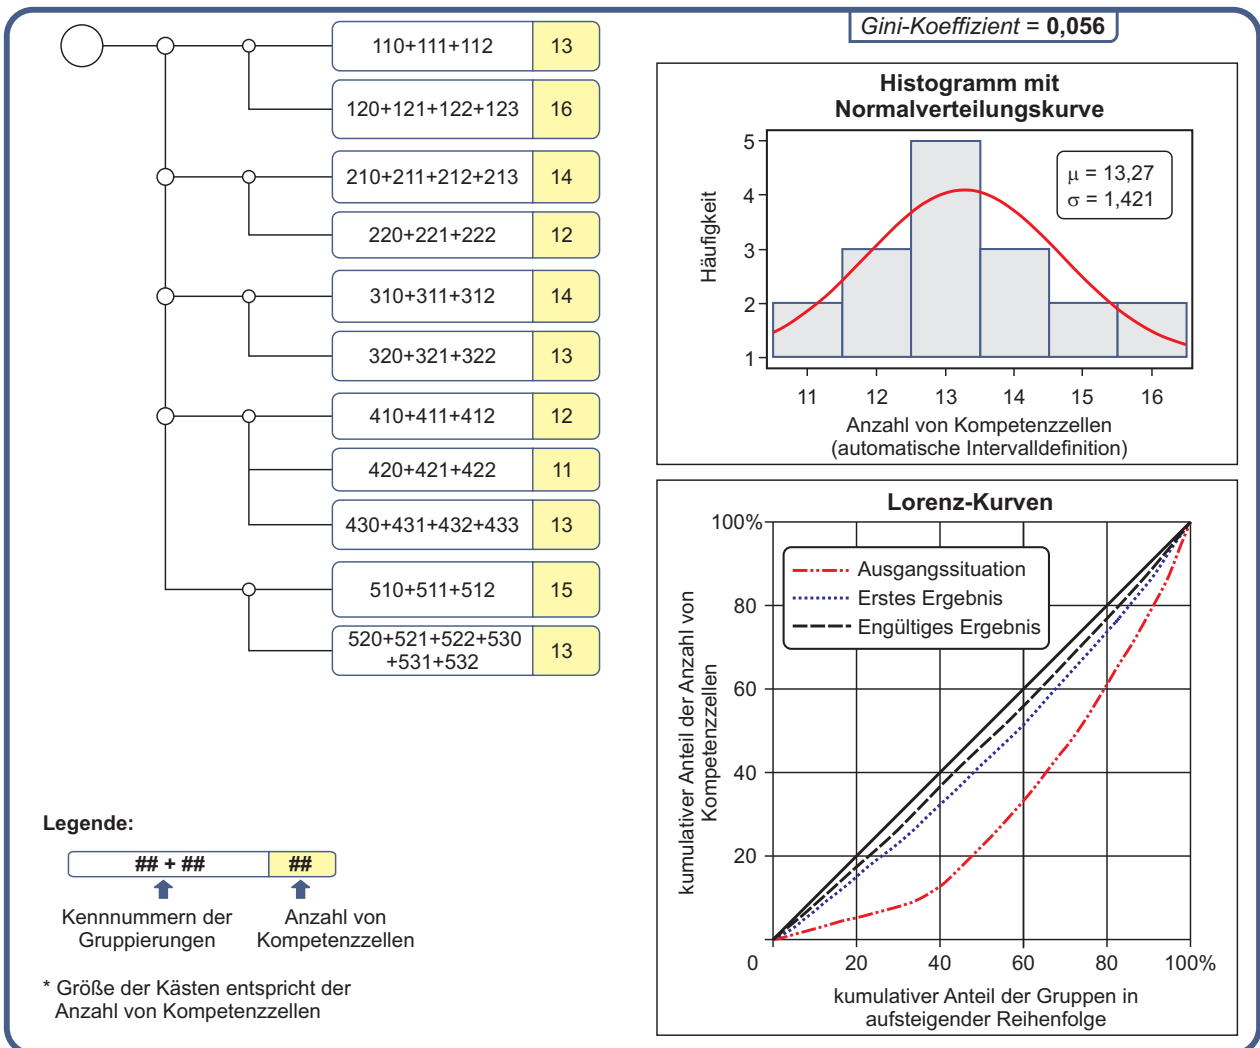 Gini-Koeffizient = 0,056
110+111+112 13
120+121+122+123 16
210+211+212+213 14
220+221+222 12
310+311+312 14
320+321+322 13
410+411+412 12
420+421+422 11
430+431+432+433 13
510+511+512 15
520+521+522+530
+531+532 13
Legende:
## + ## ##
Kennnummern der
Gruppierungen
Anzahl von
Kompetenzzellen
* Größe der Kästen entspricht der
Anzahl von Kompetenzzellen
Histogramm mit
Normalverteilungskurve
Häufigkeit
5
4
3
2
1
μ = 13,27
σ = 1,421
11 12 13 14 15 16
Anzahl von Kompetenzzellen
(automatische Intervalldefinition)
Lorenz-Kurven
kumulativer Anteil der Anzahl von
Kompetenzzellen
100%
80
60
40
20
Ausgangssituation
Erstes Ergebnis
Engültiges Ergebnis
0 20 40 60 80 100%
kumulativer Anteil der Gruppen in
aufsteigender Reihenfolge